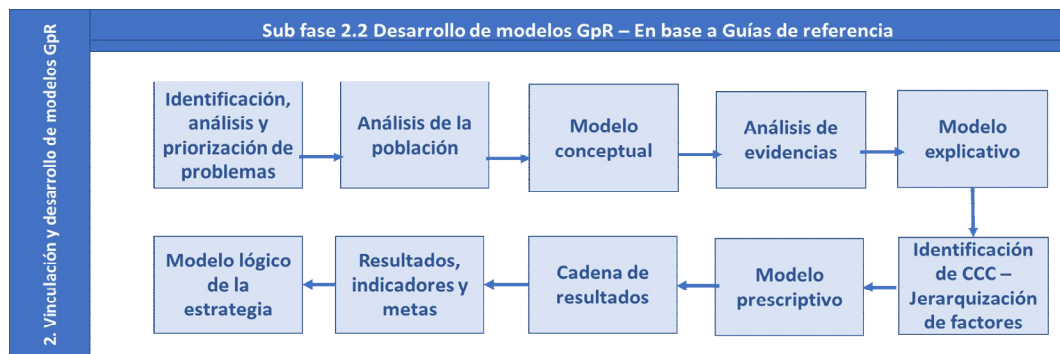 2. Vinculación y desarrollo de modelos GpR
Sub fase 2.2 Desarrollo de modelos GpR – En base a Guías de referencia
Identificación,
análisis y
priorización de
problemas
Análisis de la
población
Modelo
conceptual
Análisis de
evidencias
Modelo
explicativo
Identificación
de CCC –
Jerarquización
de factores
Modelo
prescriptivo
Cadena de
resultados
Resultados,
indicadores y
metas
Modelo lógico
de la
estrategia